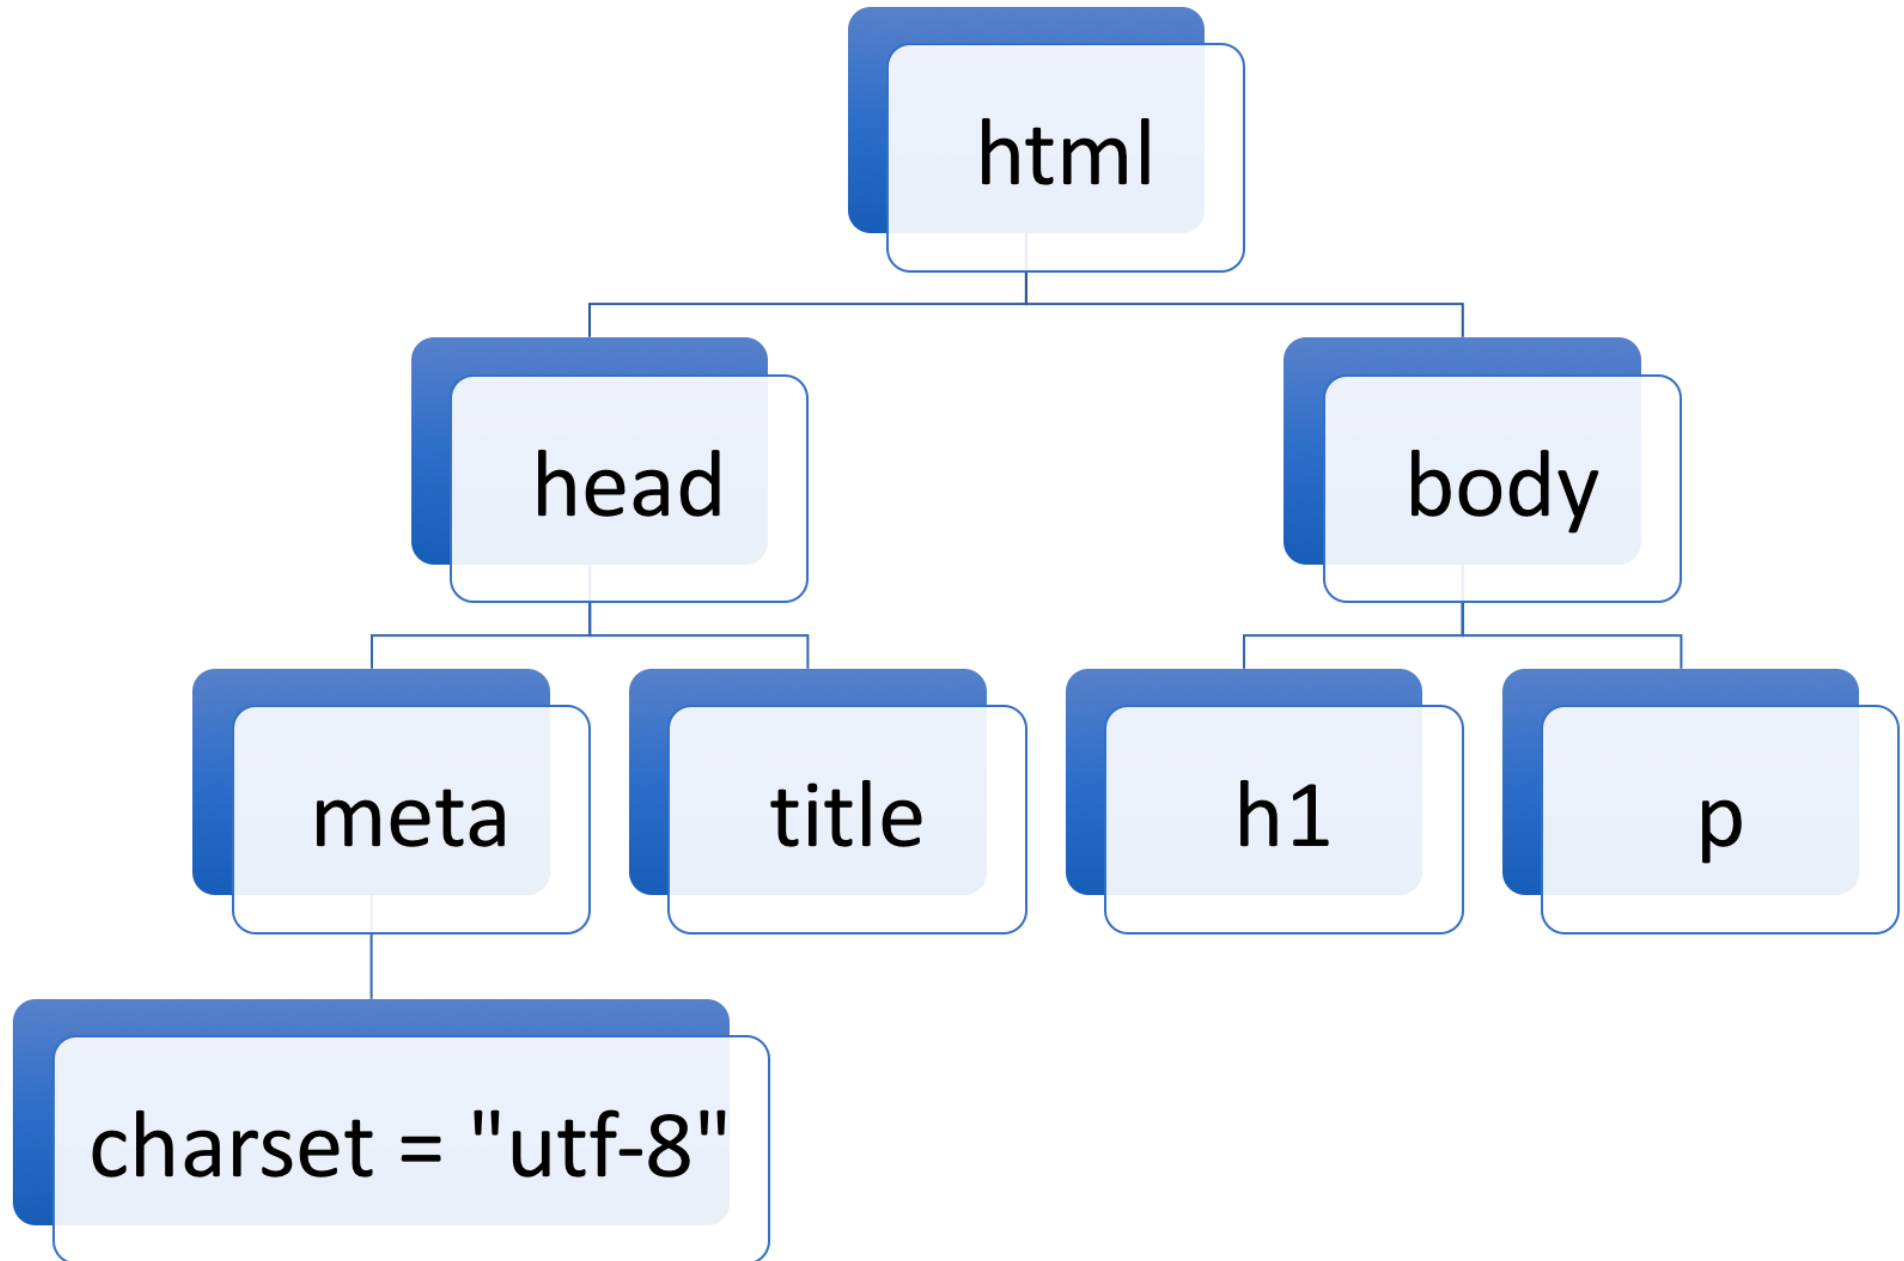 html
head
body
meta
title
h1
p
charset = "utf-8"